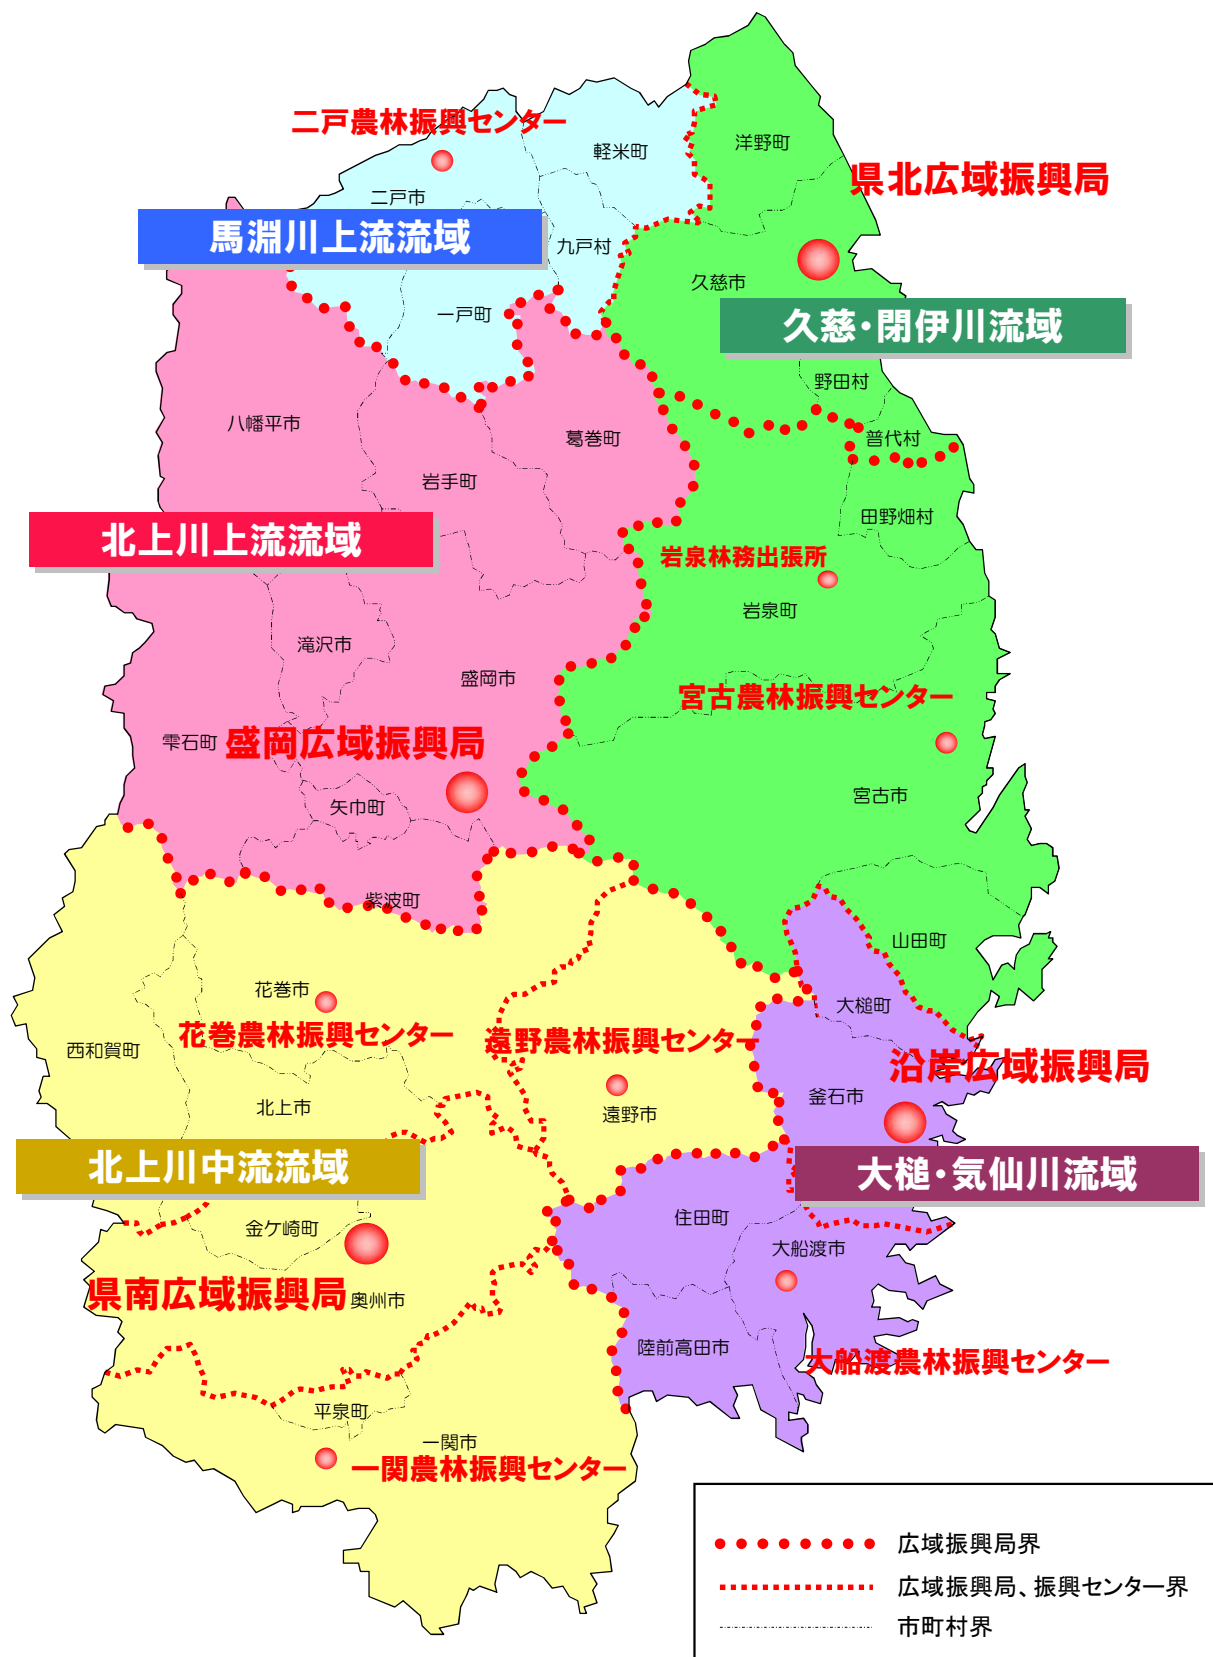 二戸農林振興センター
軽米町
洋野町
県北広域振興局
二戸市
馬淵川上流流域
九戸村
久慈市
一戸町
久慈・閉伊川流域
野田村
八幡平市
葛巻町
普代村
岩手町
田野畑村
北上川上流流域
岩泉林務出張所
岩泉町
滝沢市
盛岡市
宮古農林振興センター
雫石町
盛岡広域振興局
宮古市
矢巾町
紫波町
山田町
花巻市
大槌町
花巻農林振興センター
遠野農林振興センター
西和賀町
沿岸広域振興局
釜石市
北上市
遠野市
北上川中流流域
大槌・気仙川流域
住田町
金ケ崎町
大船渡市
県南広域振興局
奥州市
陸前高田市
大船渡農林振興センター
平泉町
一関市
一関農林振興センター
広域振興局界
広域振興局、振興センター界
市町村界